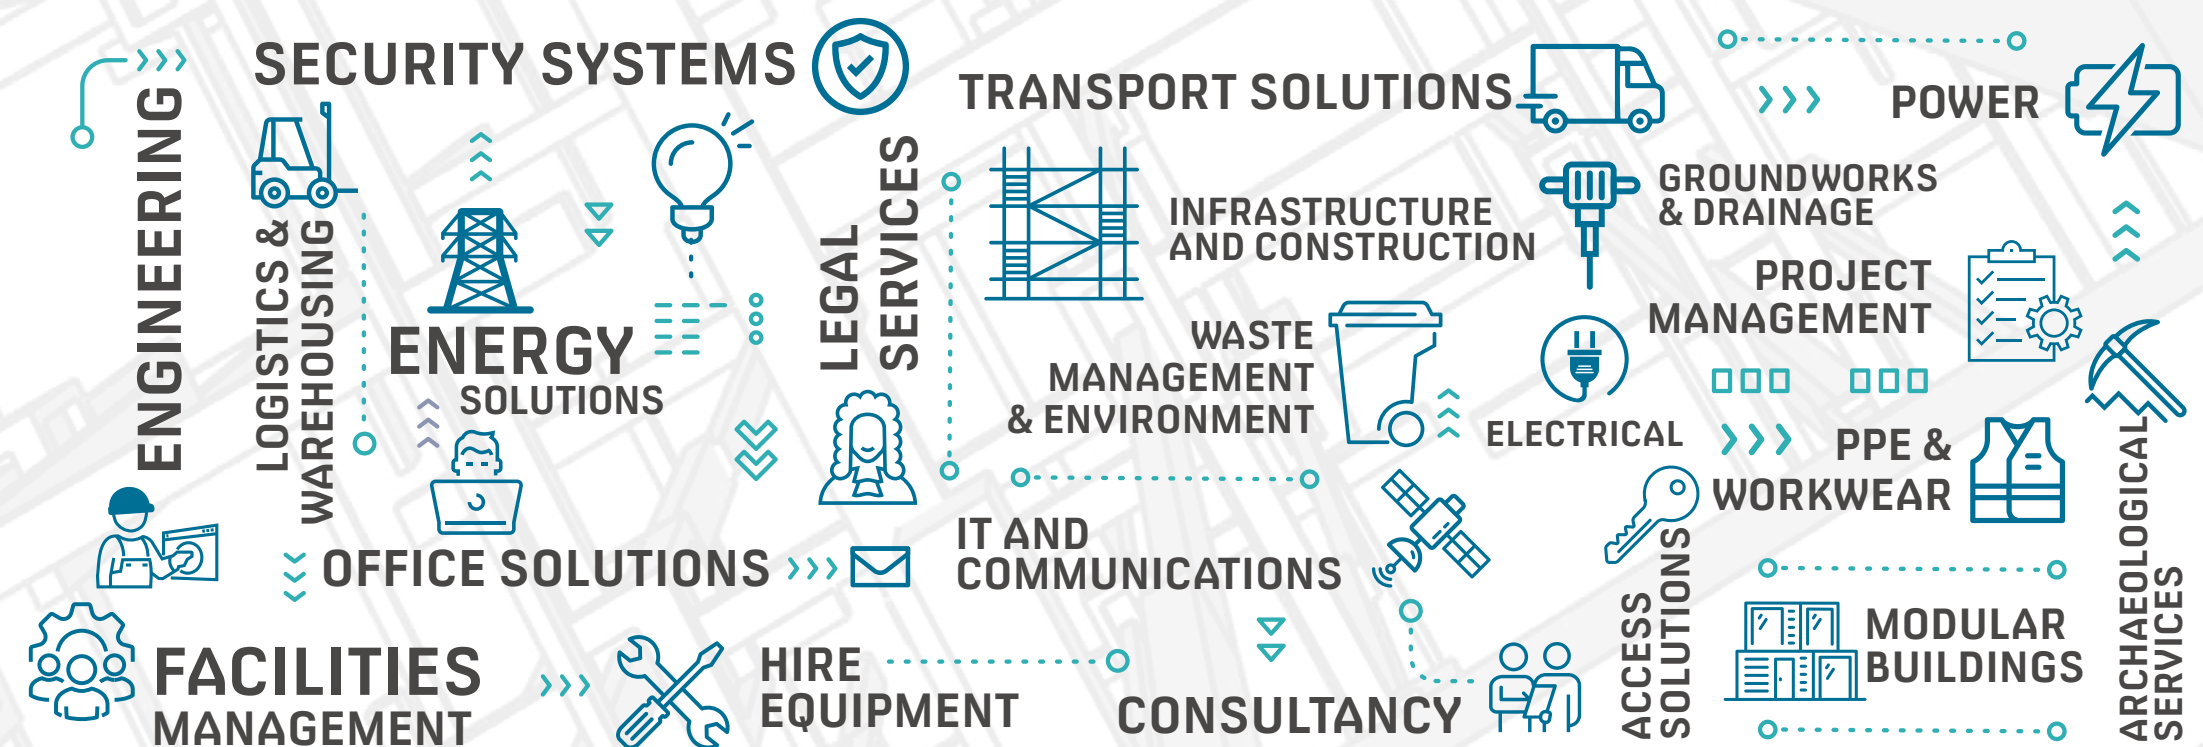 ENGINEERING
SECURITY SYSTEMS
LOGISTICS &
WAREHOUSING
ENERGY
SOLUTIONS
OFFICE SOLUTIONS
FACILITIES
MANAGEMENT
HIRE
EQUIPMENT
LEGAL
SERVICES
TRANSPORT SOLUTIONS
INFRASTRUCTURE
AND CONSTRUCTION
WASTE
MANAGEMENT
& ENVIRONMENT
IT AND
COMMUNICATIONS
CONSULTANCY
POWER
GROUNDWORKS
& DRAINAGE
PROJECT
MANAGEMENT
ELECTRICAL
PPE &
WORKWEAR
ACCESS
SOLUTIONS
MODULAR
BUILDINGS
ARCHAEOLOGICAL
SERVICES